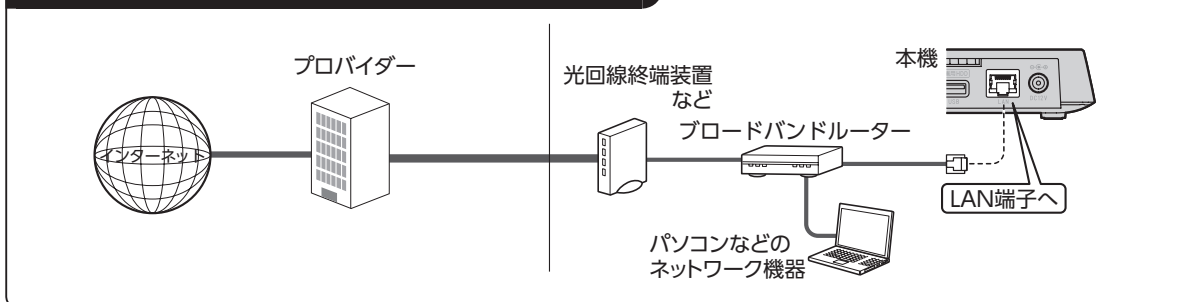 プロバイダー
インターネット
光回線終端装置
など
ブロードバンドルーター
本機
LAN
DC12V
LAN端子へ
パソコンなどの
ネットワーク機器